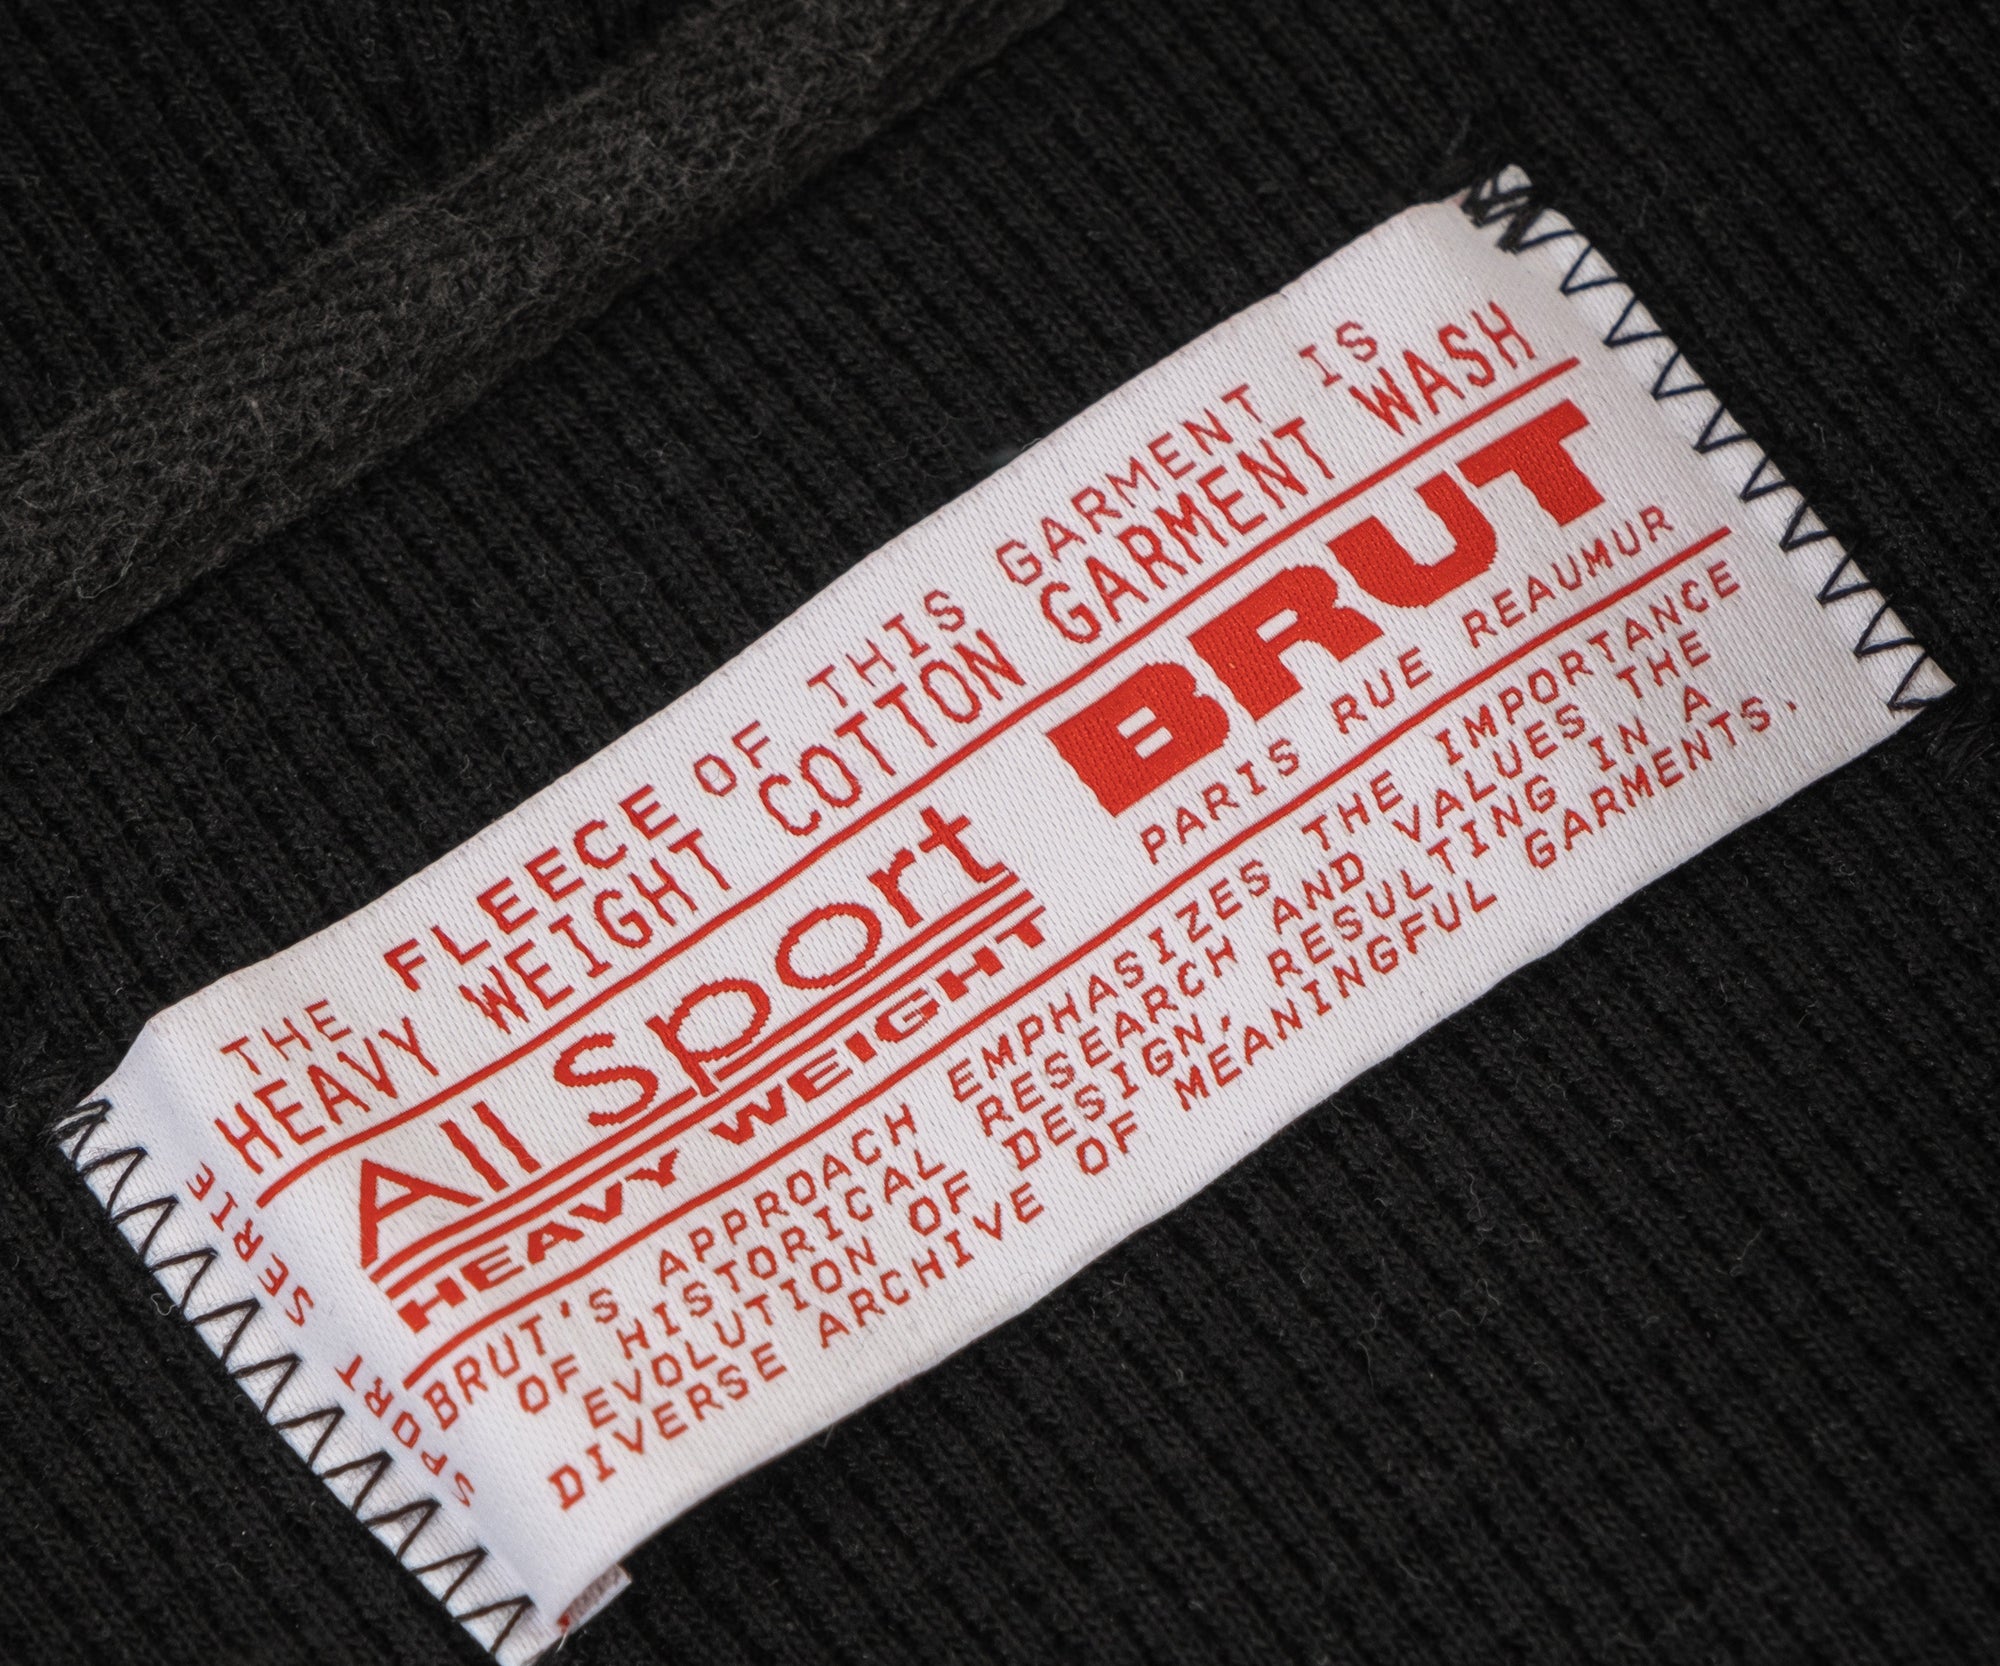 THE FLEECE OF THIS GARMENT IS
HEAVY WEIGHT COTTON GARMENT WASH
All Sport
HEAVY WEIGHT
BRUT
PARIS RUE REAUMUR
BRUT'S APPROACH EMPHASIZES THE IMPORTANCE
OF HISTORICAL RESEARCH AND VALUES THE
EVOLUTION OF DESIGN, RESULTING IN A
DIVERSE ARCHIVE OF MEANINGFUL GARMENTS.
SPORT SERIE